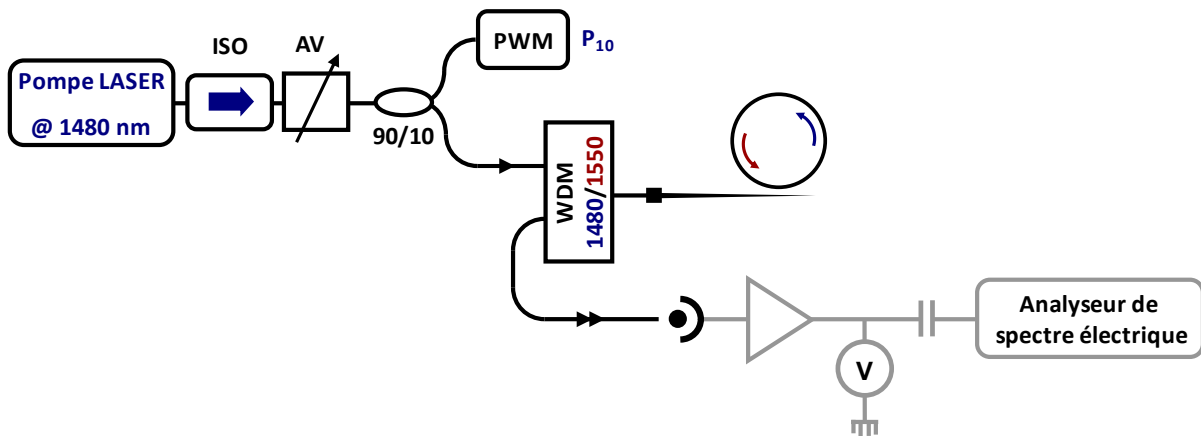 ISO
AV
PWM
P₁₀
Pompe LASER
@ 1480 nm
90/10
WDM
1480/1550
Analyseur de
spectre électrique
V